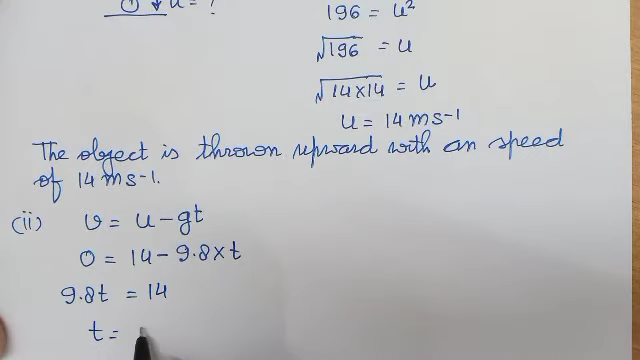 ① ↓ u = ?
196 = u²
√196 = u
√14×14 = u
u = 14 ms-1
The object is thrown upward with an speed
of 14 ms-1.
(ii) v = u - gt
0 = 14 - 9.8×t
9.8t = 14
t =